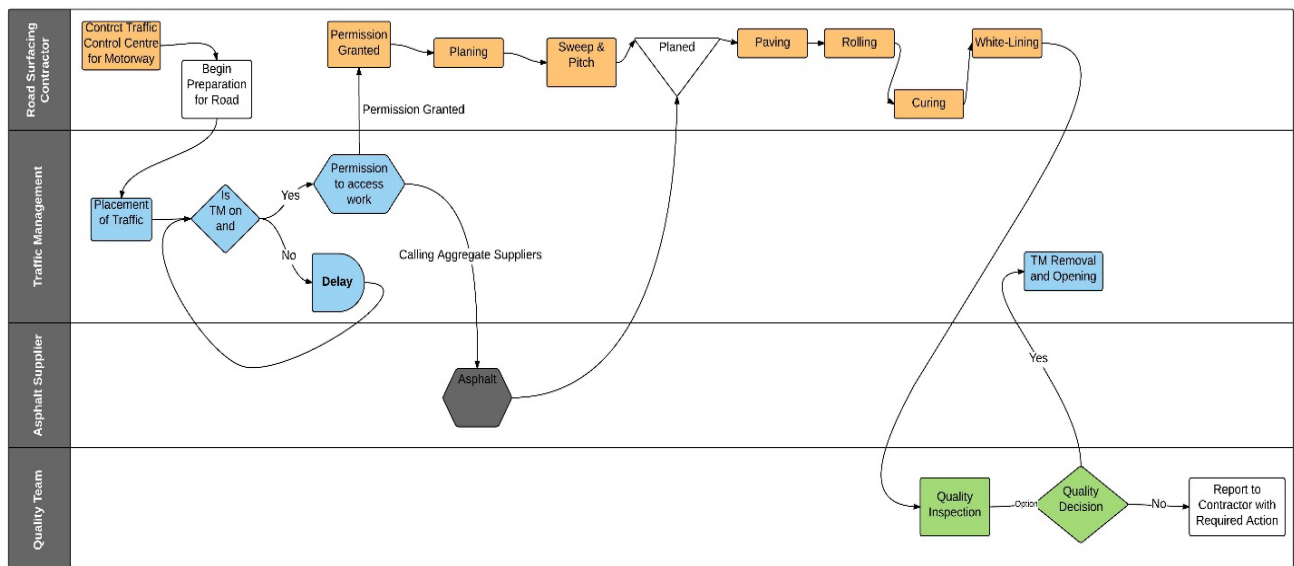 Road Surfacing
Contractor
Contrct Traffic
Control Centre
for Motorway
Begin
Preparation
for Road
Permission
Granted
Permission Granted
Planing
Sweep &
Pitch
Planed
Paving
Rolling
Curing
White-Lining
Traffic Management
Placement
of Traffic
Is
TM on
and
Yes
No
Delay
Permission
to access
work
Calling Aggregate Suppliers
TM Removal
and Opening
Yes
Asphalt Supplier
Asphalt
Quality Team
Quality
Inspection
Option
Quality
Decision
No
Report to
Contractor with
Required Action